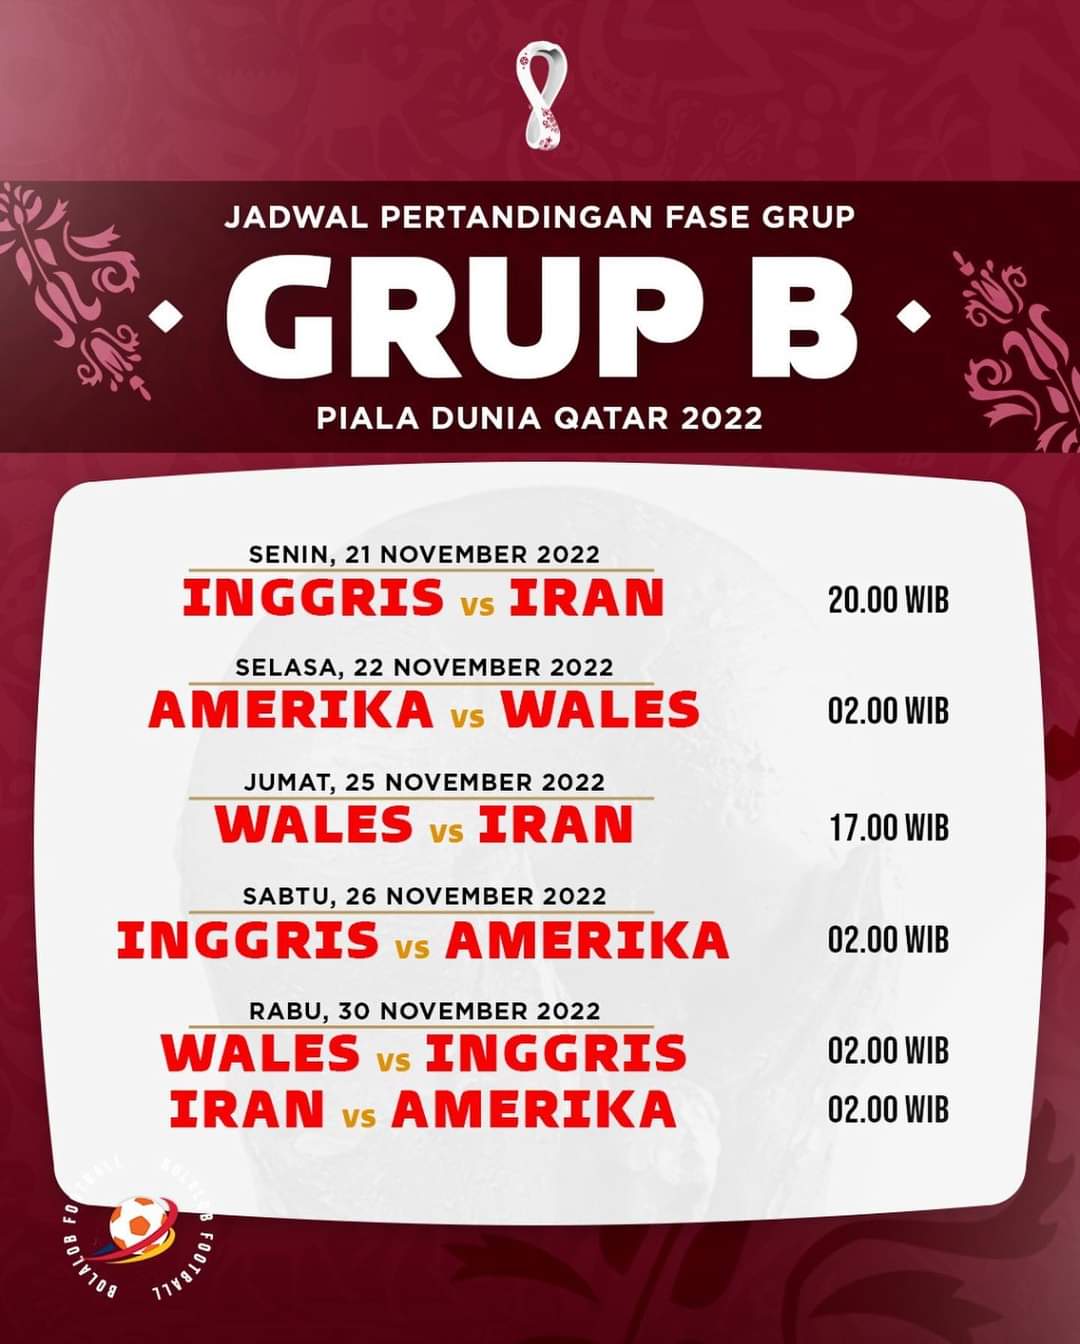 JADWAL PERTANDINGAN FASE GRUP
GRUP B
PIALA DUNIA QATAR 2022
SENIN, 21 NOVEMBER 2022
INGGRIS vs IRAN 20.00 WIB
SELASA, 22 NOVEMBER 2022
AMERIKA vs WALES 02.00 WIB
JUMAT, 25 NOVEMBER 2022
WALES vs IRAN 17.00 WIB
SABTU, 26 NOVEMBER 2022
INGGRIS vs AMERIKA 02.00 WIB
RABU, 30 NOVEMBER 2022
WALES vs INGGRIS 02.00 WIB
IRAN vs AMERIKA 02.00 WIB
BOLALOB FOOTBALL
BOLALOB FOOTBALL